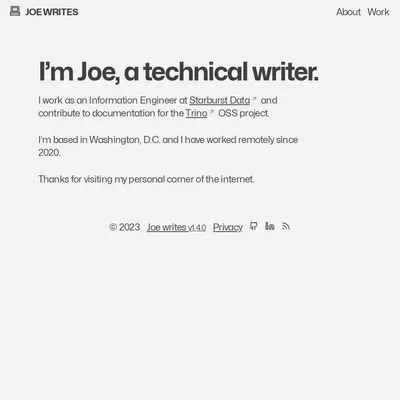 JOE WRITES
About Work
I'm Joe, a technical writer.
I work as an Information Engineer at Starburst Data ↗ and
contribute to documentation for the Trino ↗ OSS project.
I'm based in Washington, D.C. and I have worked remotely since
2020.
Thanks for visiting my personal corner of the internet.
© 2023 Joe writes v1.4.0 Privacy